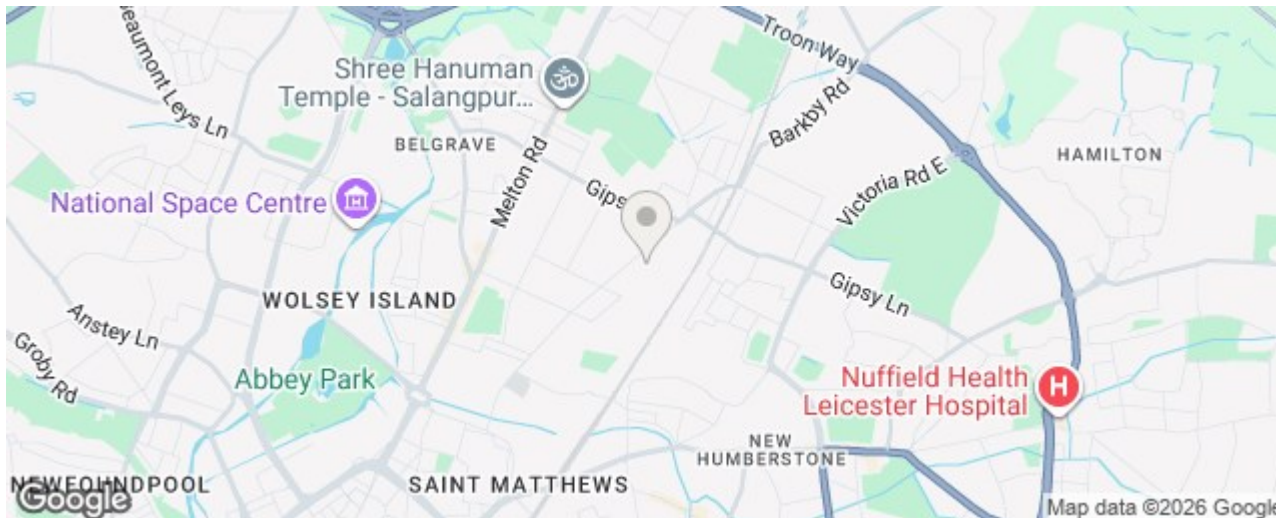 Beaumont Leys Ln
Troon Way
Shree Hanuman
Temple - Salangpur...
BELGRAVE
Melton Rd
Barkby Rd
HAMILTON
National Space Centre
Victoria Rd E
WOLSEY ISLAND
Gipsy Ln
Anstey Ln
Groby Rd
Abbey Park
Nuffield Health
Leicester Hospital
H
NEW
HUMBERSTONE
NEWFOUNDPOOL
SAINT MATTHEWS
Google
Map data ©2026 Google